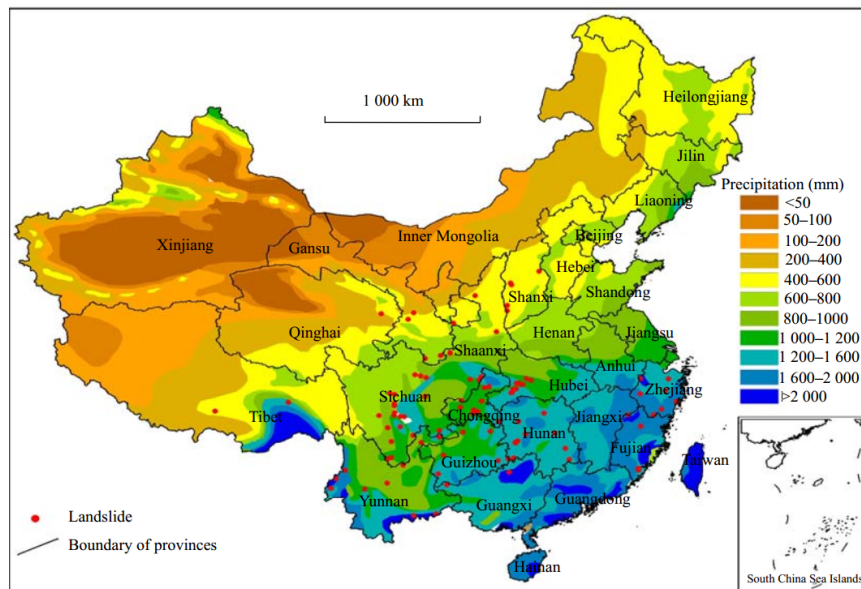 1 000 km
Heilongjiang
Jilin
Precipitation (mm)
<50
50–100
100–200
200–400
400–600
600–800
800–1000
1 000–1 200
1 200–1 600
1 600–2 000
>2 000
Liaoning
Inner Mongolia
Beijing
Xinjiang
Gansu
Hebei
Shanxi
Shandong
Qinghai
Henan
Jiangsu
Shaanxi
Anhui
Hubei
Zhejiang
Sichuan
Tibet
Chongqing
Hunan
Jiangxi
Fujian
Guizhou
Taiwan
Yunnan
Guangxi
Guangdong
Landslide
Boundary of provinces
Hainan
South China Sea Islands